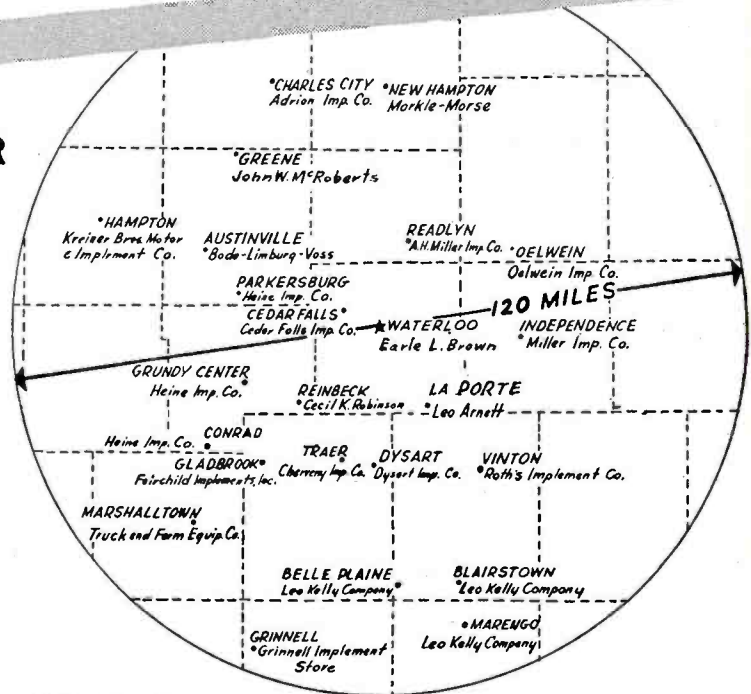 R
CHARLES CITY
Adrion Imp. Co.
NEW HAMPTON
Markle-Morse
GREENE
John W. McRoberts
HAMPTON
Kreiner Bros. Motor
& Implement Co.
AUSTINVILLE
Bode-Limburg-Voss
READLYN
A.H. Miller Imp. Co.
OELWEIN
Oelwein Imp. Co.
PARKERSBURG
Heine Imp. Co.
120 MILES
CEDAR FALLS
Cedar Falls Imp. Co.
WATERLOO
Earle L. Brown
INDEPENDENCE
Miller Imp. Co.
GRUNDY CENTER
Heine Imp. Co.
REINBECK
Cecil K. Robinson
LA PORTE
Leo Arnett
CONRAD
Heine Imp. Co.
GLADBROOK
Fairchild Implements, Inc.
TRAER
Imp. Co.
DYSART
Dysart Imp. Co.
VINTON
Roth's Implement Co.
MARSHALLTOWN
Truck and Farm Equip. Co.
BELLE PLAINE
Leo Kelly Company
BLAIRSTOWN
Leo Kelly Company
MARENGO
Leo Kelly Company
GRINNELL
Grinnell Implement
Store